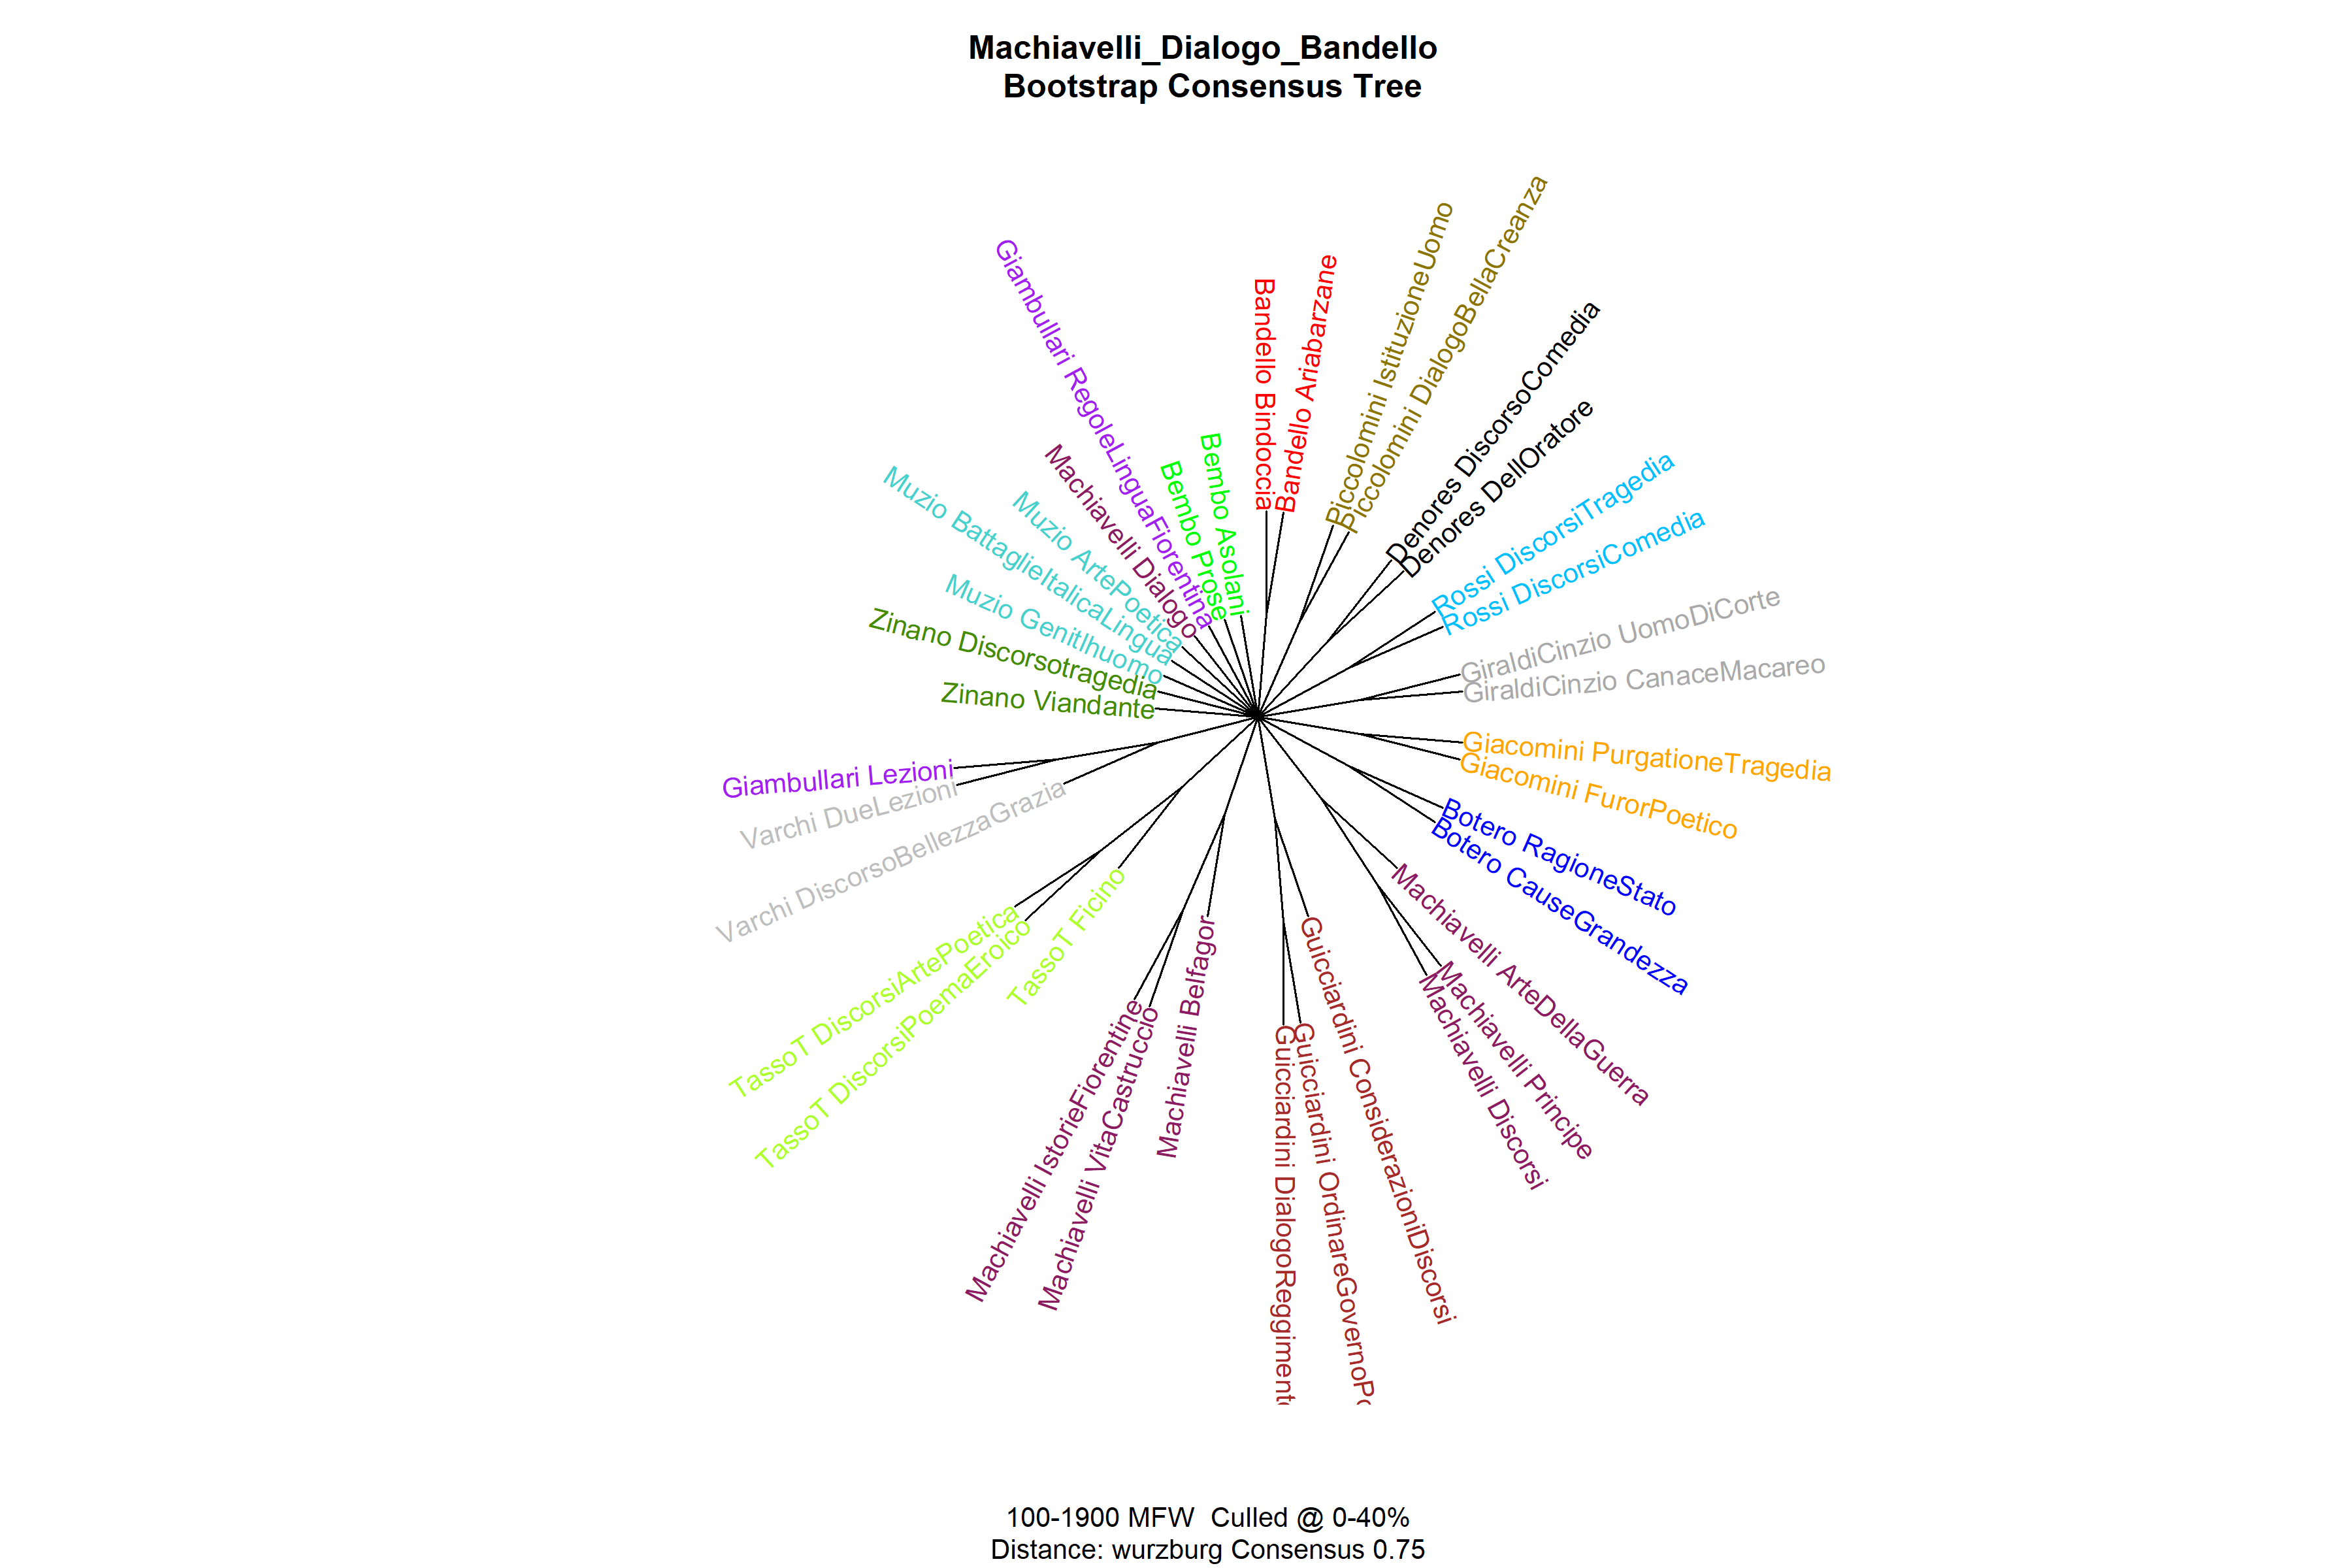 Machiavelli_Dialogo_Bandello
Bootstrap Consensus Tree
Bandello Bindoccia
Bandello Ariabarzane
Piccolomini IstituzioneUomo
Piccolomini DialogoBellaCreanza
Denores DiscorsoComedia
Denores DellOratore
Rossi DiscorsiTragedia
Rossi DiscorsiComedia
GiraldiCinzio UomoDiCorte
GiraldiCinzio CanaceMacareo
Giacomini PurgationeTragedia
Giacomini FurorPoetico
Botero RagioneStato
Botero CauseGrandezza
Machiavelli ArteDellaGuerra
Machiavelli Principe
Machiavelli Discorsi
Guicciardini ConsiderazioniDiscorsi
Guicciardini OrdinareGovernoPo
Guicciardini DialogoReggimento
Machiavelli Belfagor
Machiavelli VitaCastruccio
Machiavelli IstorieFiorentine
TassoT Ficino
TassoT DiscorsiPoemaEroico
TassoT DiscorsiArtePoetica
Varchi DiscorsoBellezzaGrazia
Varchi DueLezioni
Giambullari Lezioni
Zinano Viandante
Zinano Discorsotragedia
Muzio Genitlhuomo
Muzio BattaglieItalicaLingua
Muzio ArtePoetica
Machiavelli Dialogo
Giambullari RegoleLinguaFiorentina
Bembo Prose
Bembo Asolani
100-1900 MFW  Culled @ 0-40%
Distance: wurzburg Consensus 0.75